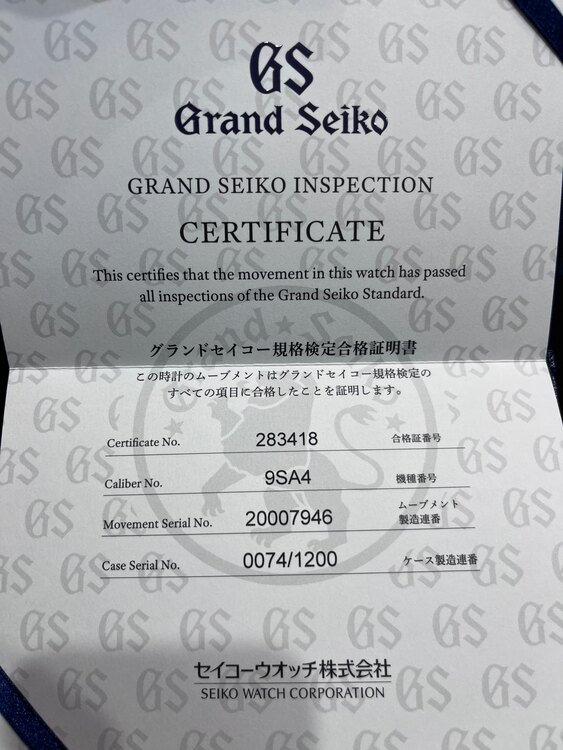 GS
Grand Seiko
GRAND SEIKO INSPECTION
CERTIFICATE
This certifies that the movement in this watch has passed
all inspections of the Grand Seiko Standard.
グランドセイコー規格検定合格証明書
この時計のムーブメントはグランドセイコー規格検定の
すべての項目に合格したことを証明します。
Certificate No. 283418 合格証番号
Caliber No. 9SA4 機種番号
Movement Serial No. 20007946 ムーブメント
製造連番
Case Serial No. 0074/1200 ケース製造連番
セイコーウオッチ株式会社
SEIKO WATCH CORPORATION